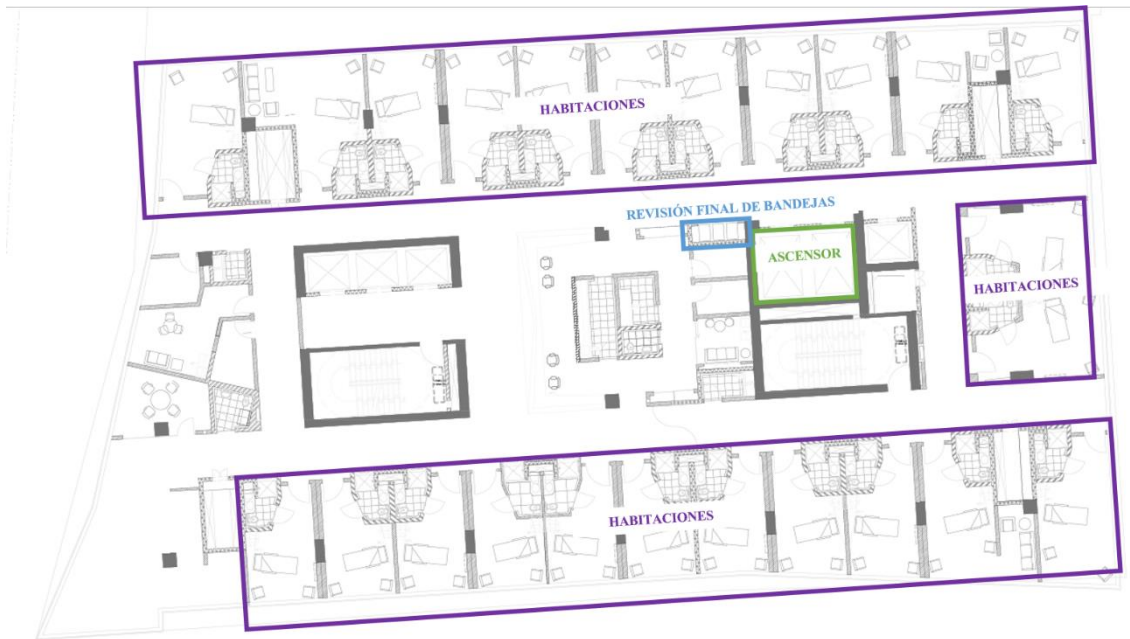 HABITACIONES
REVISIÓN FINAL DE BANDEJAS
ASCENSOR
HABITACIONES
HABITACIONES